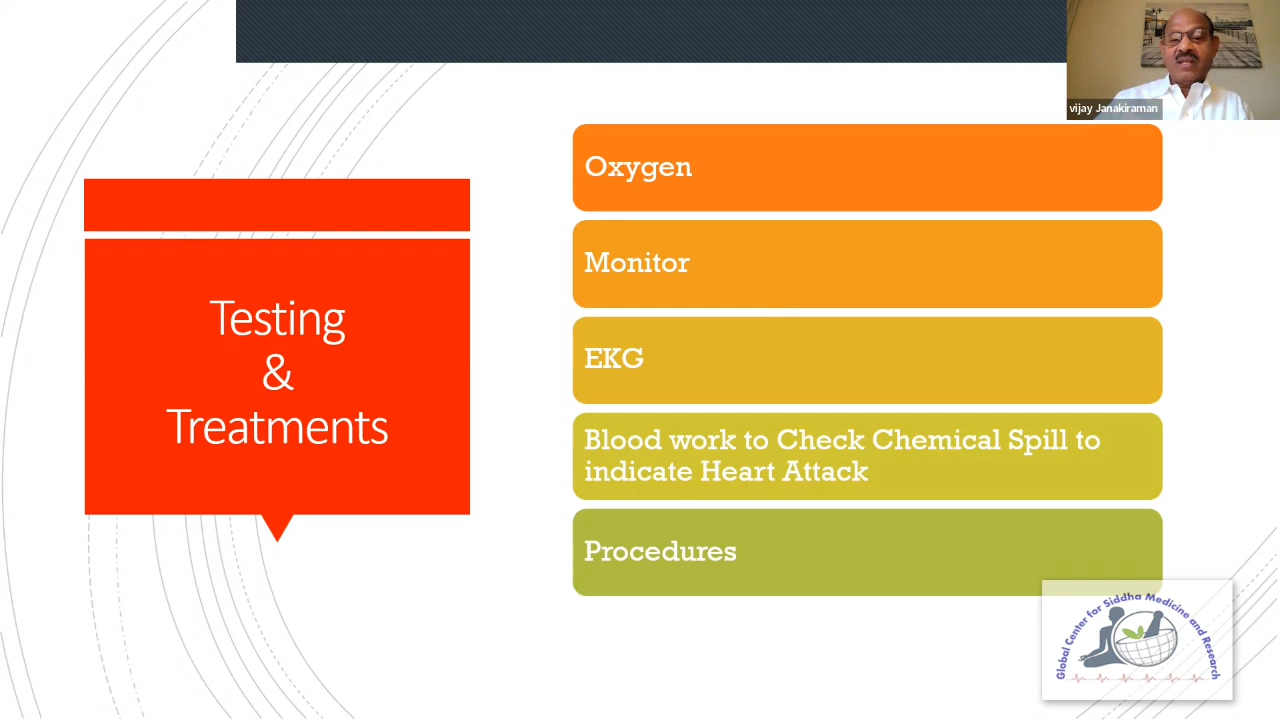 vijay Janakiraman
Testing
&
Treatments
Oxygen
Monitor
EKG
Blood work to Check Chemical Spill to
indicate Heart Attack
Procedures
Global Center for Siddha Medicine and Research